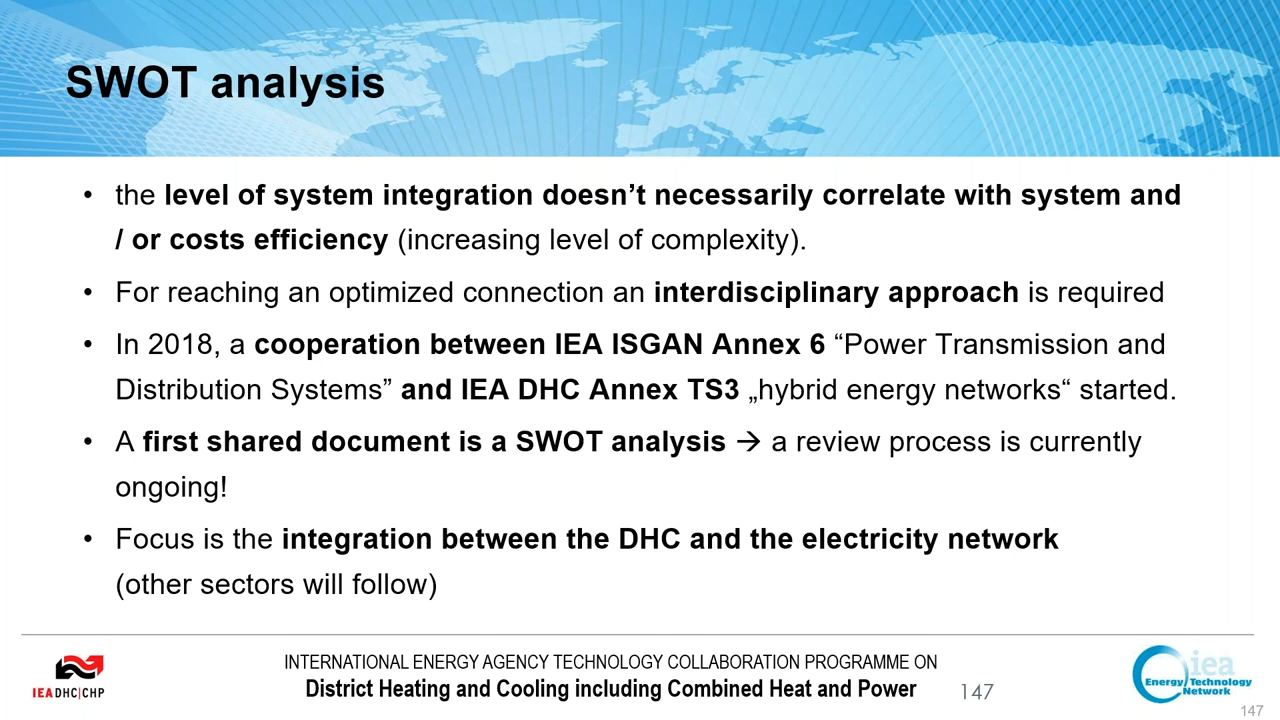 SWOT analysis
• the level of system integration doesn’t necessarily correlate with system and
/ or costs efficiency (increasing level of complexity).
• For reaching an optimized connection an interdisciplinary approach is required
• In 2018, a cooperation between IEA ISGAN Annex 6 “Power Transmission and
Distribution Systems” and IEA DHC Annex TS3 „hybrid energy networks“ started.
• A first shared document is a SWOT analysis → a review process is currently
ongoing!
• Focus is the integration between the DHC and the electricity network
(other sectors will follow)
IEA DHC|CHP
INTERNATIONAL ENERGY AGENCY TECHNOLOGY COLLABORATION PROGRAMME ON
District Heating and Cooling including Combined Heat and Power
147
iea
Energy Technology
Network
147